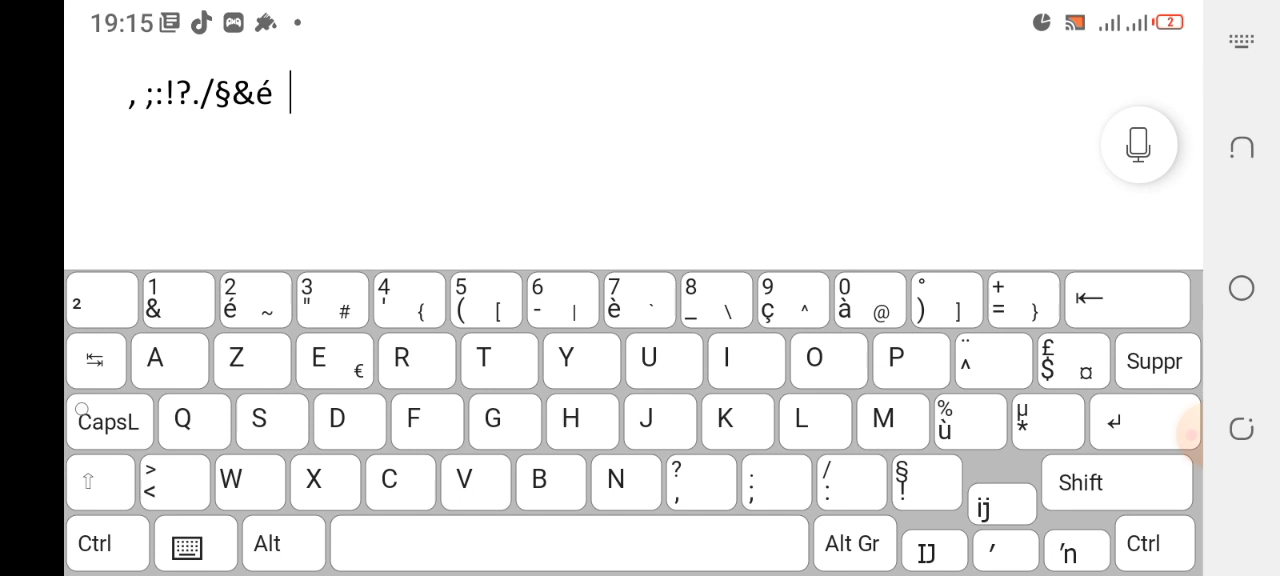 19:15 2
, ;:!?./§&é
²
1 &
2 é ~
3 " #
4 ' {
5 ( [
6 - |
7 è `
8 _ \
9 ç ^
0 à @
° ) ]
+ = }
←
↹ A Z E € R T Y U I O P ¨ ^ £ $ ¤ Suppr
CapsL Q S D F G H J K L M % ù µ * ↵
⇧ > < W X C V B N ? , . ; / : § ! ij Shift
Ctrl Alt Alt Gr IJ ʼ ŉ Ctrl